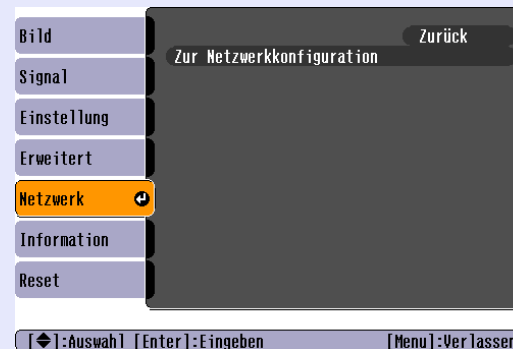 Bild
Signal
Einstellung
Erweitert
Netzwerk
Information
Reset
Zurück
Zur Netzwerkkonfiguration
[]:Auswahl [Enter]:Eingeben [Menu]:Verlassen